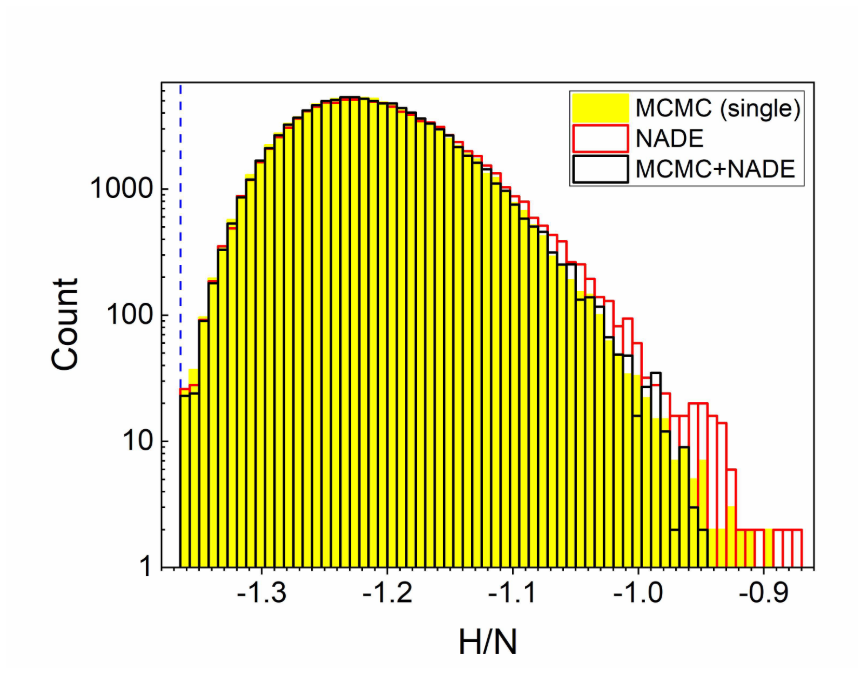 MCMC (single)
NADE
MCMC+NADE
1000
100
10
1
Count
-1.3 -1.2 -1.1 -1.0 -0.9
H/N